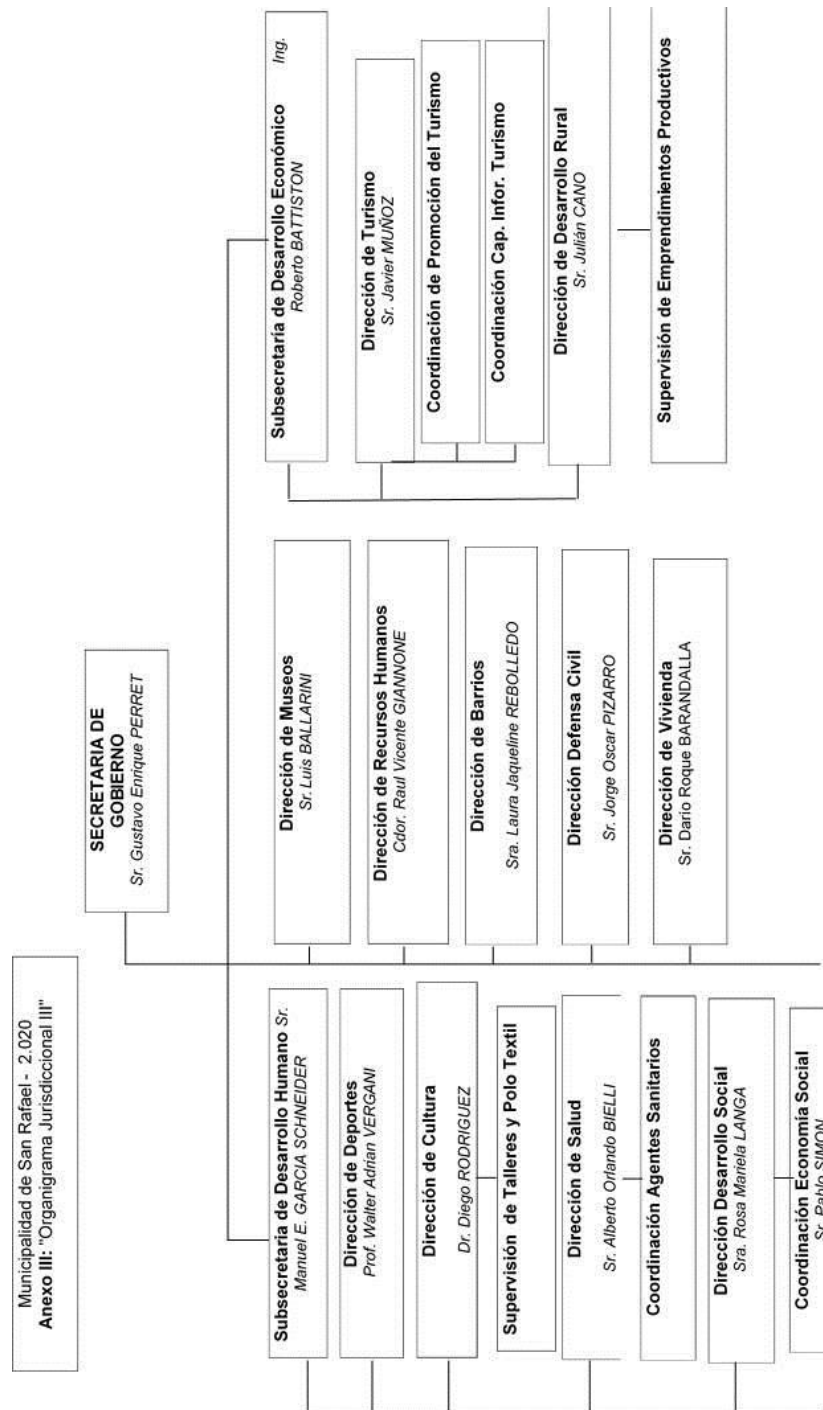 Municipalidad de San Rafael - 2.020
Anexo III: "Organigrama Jurisdiccional III"
SECRETARIA DE
GOBIERNO
Sr. Gustavo Enrique PERRET
Subsecretaria de Desarrollo Humano Sr.
Manuel E. GARCIA SCHNEIDER
Dirección de Deportes
Prof. Walter Adrian VERGANI
Dirección de Cultura
Dr. Diego RODRIGUEZ
Supervisión de Talleres y Polo Textil
Dirección de Salud
Sr. Alberto Orlando BIELLI
Coordinación Agentes Sanitarios
Dirección Desarrollo Social
Sra. Rosa Mariela LANGA
Coordinación Economía Social
Sr. Pablo SIMON
Dirección de Museos
Sr. Luis BALLARINI
Dirección de Recursos Humanos
Cdor. Raul Vicente GIANNONE
Dirección de Barrios
Sra. Laura Jaqueline REBOLLEDO
Dirección Defensa Civil
Sr. Jorge Oscar PIZARRO
Dirección de Vivienda
Sr. Dario Roque BARANDALLA
Subsecretaría de Desarrollo Económico Ing.
Roberto BATTISTON
Dirección de Turismo
Sr. Javier MUÑOZ
Coordinación de Promoción del Turismo
Coordinación Cap. Infor. Turismo
Dirección de Desarrollo Rural
Sr. Julián CANO
Supervisión de Emprendimientos Productivos